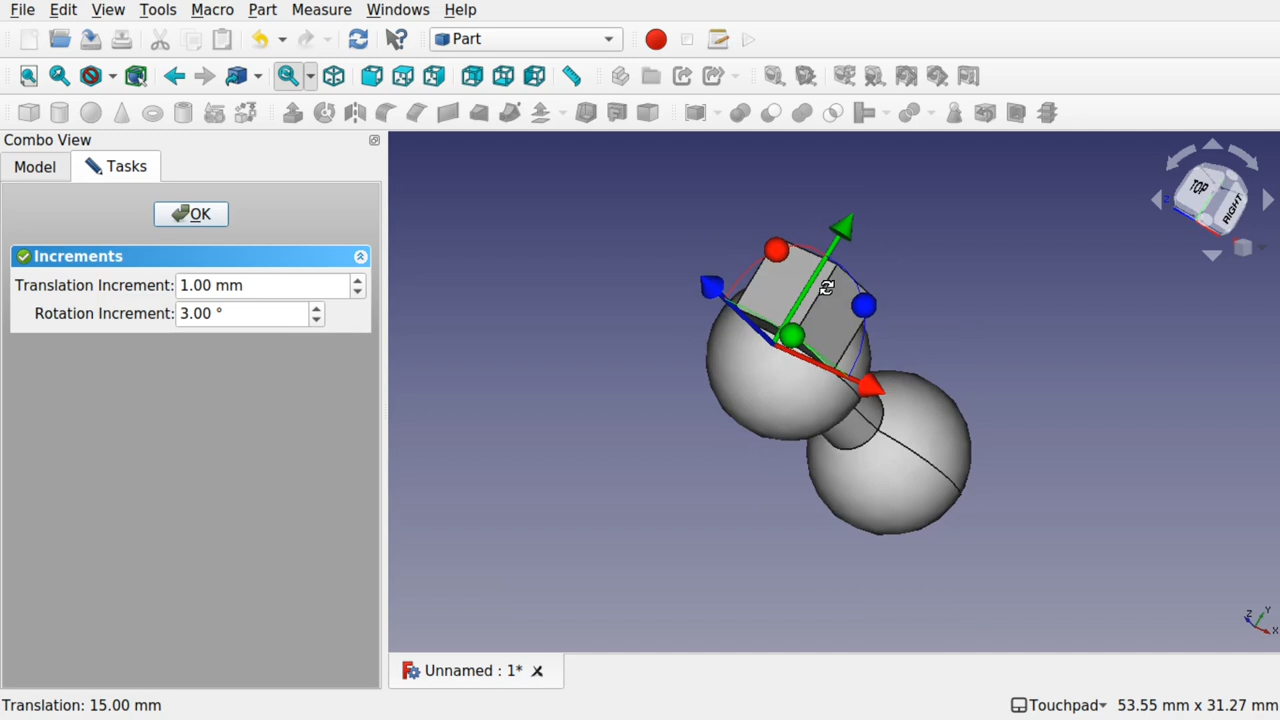 File Edit View Tools Macro Part Measure Windows Help
Part
Combo View
Model Tasks
OK
Increments
Translation Increment: 1.00 mm
Rotation Increment: 3.00 °
TOP
RIGHT
Z
Z Y
X
Unnamed : 1*
Translation: 15.00 mm Touchpad 53.55 mm x 31.27 mm